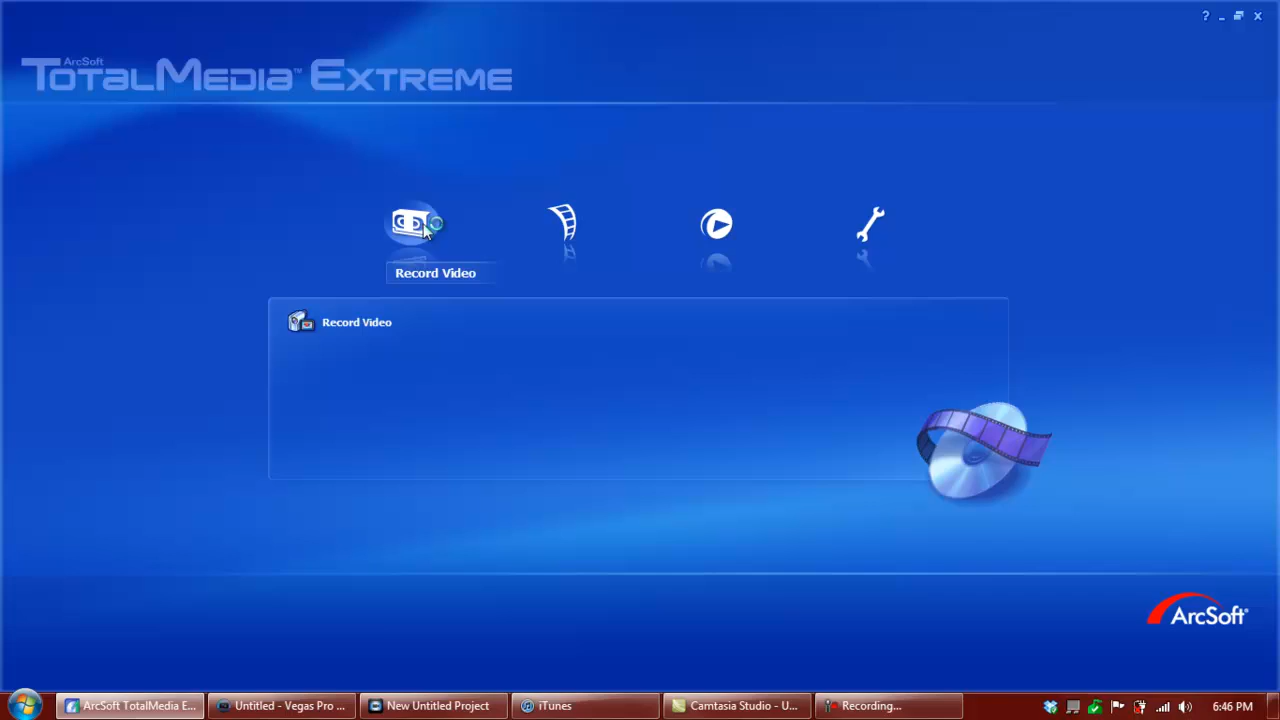 ArcSoft
TOTALMEDIA™ EXTREME
Record Video
Record Video
ArcSoft®
ArcSoft TotalMedia E...
Untitled - Vegas Pro ...
New Untitled Project
iTunes
Camtasia Studio - U...
Recording...
6:46 PM